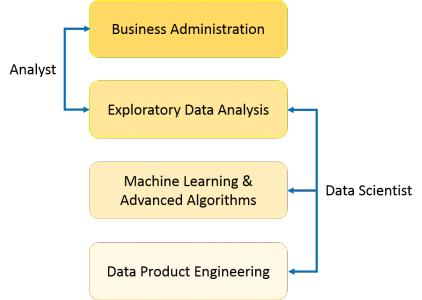 Business Administration
Analyst
Exploratory Data Analysis
Machine Learning &
Advanced Algorithms
Data Scientist
Data Product Engineering